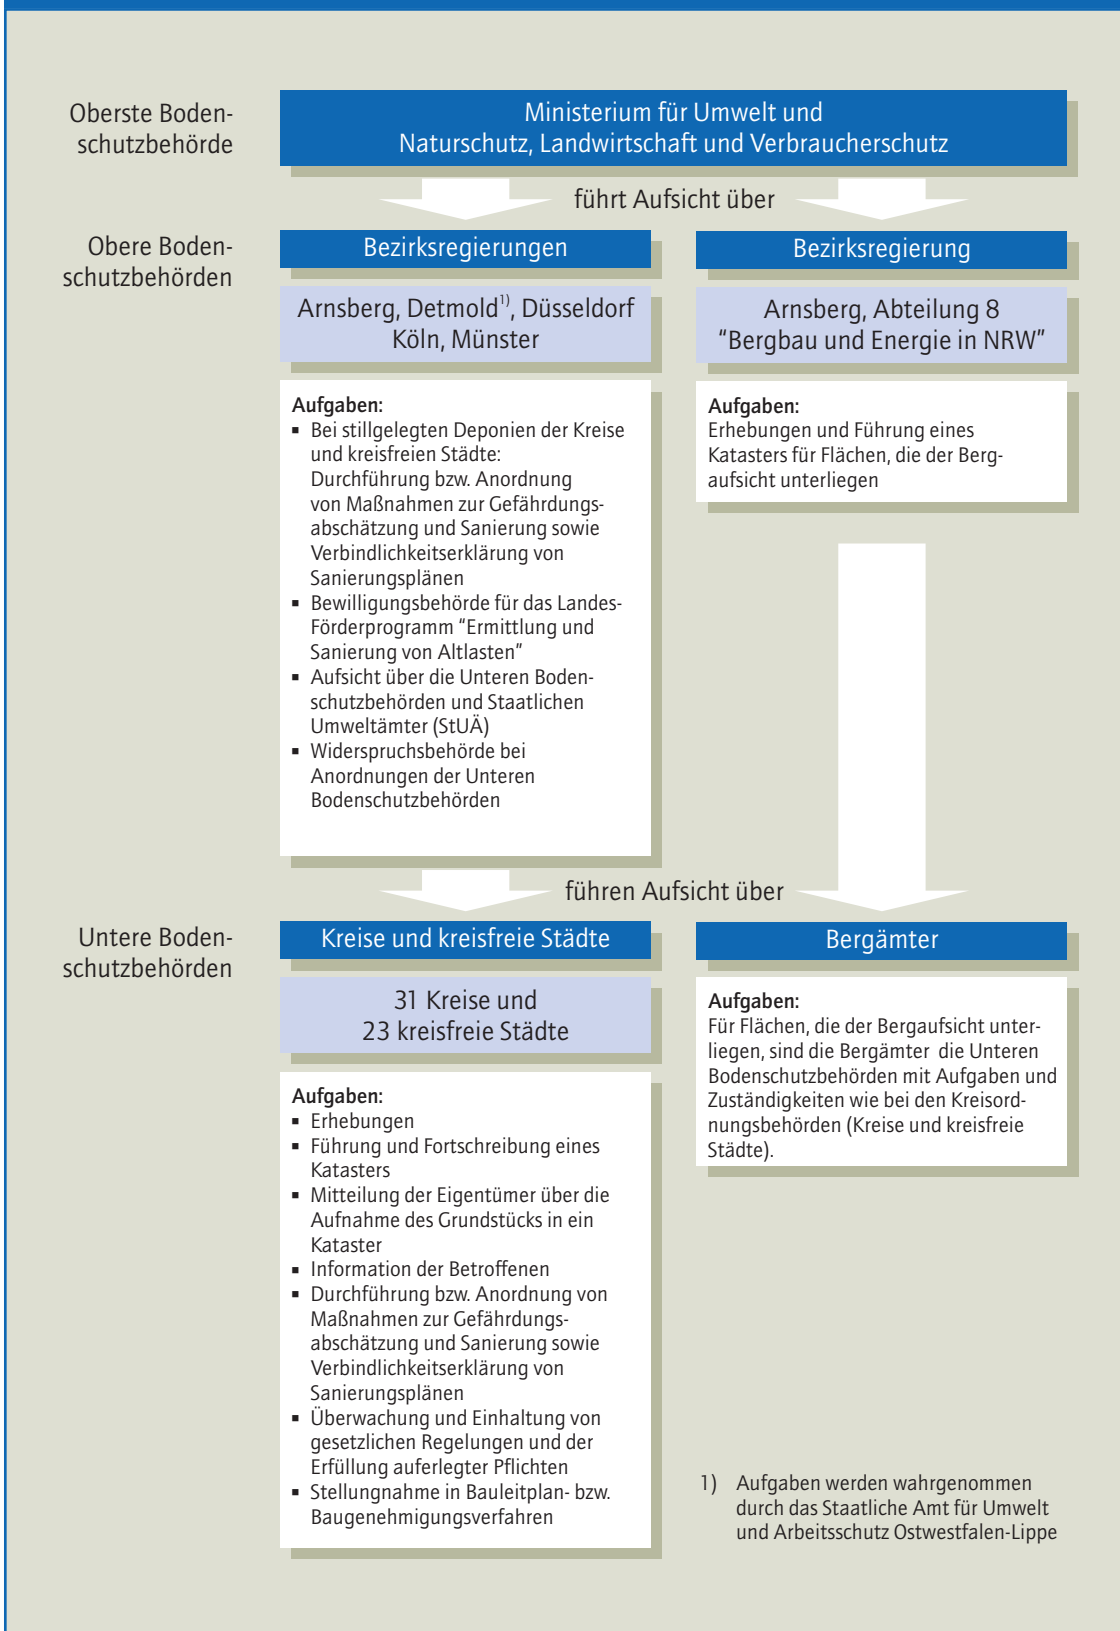 Oberste Boden-
schutzbehörde
Ministerium für Umwelt und
Naturschutz, Landwirtschaft und Verbraucherschutz
führt Aufsicht über
Obere Boden-
schutzbehörden
Bezirksregierungen
Arnsberg, Detmold1), Düsseldorf
Köln, Münster
Aufgaben:
▪ Bei stillgelegten Deponien der Kreise
und kreisfreien Städte:
Durchführung bzw. Anordnung
von Maßnahmen zur Gefährdungs-
abschätzung und Sanierung sowie
Verbindlichkeitserklärung von
Sanierungsplänen
▪ Bewilligungsbehörde für das Landes-
Förderprogramm “Ermittlung und
Sanierung von Altlasten”
▪ Aufsicht über die Unteren Boden-
schutzbehörden und Staatlichen
Umweltämter (StUÄ)
▪ Widerspruchsbehörde bei
Anordnungen der Unteren
Bodenschutzbehörden
Bezirksregierung
Arnsberg, Abteilung 8
“Bergbau und Energie in NRW”
Aufgaben:
Erhebungen und Führung eines
Katasters für Flächen, die der Berg-
aufsicht unterliegen
führen Aufsicht über
Untere Boden-
schutzbehörden
Kreise und kreisfreie Städte
31 Kreise und
23 kreisfreie Städte
Aufgaben:
▪ Erhebungen
▪ Führung und Fortschreibung eines
Katasters
▪ Mitteilung der Eigentümer über die
Aufnahme des Grundstücks in ein
Kataster
▪ Information der Betroffenen
▪ Durchführung bzw. Anordnung von
Maßnahmen zur Gefährdungs-
abschätzung und Sanierung sowie
Verbindlichkeitserklärung von
Sanierungsplänen
▪ Überwachung und Einhaltung von
gesetzlichen Regelungen und der
Erfüllung auferlegter Pflichten
▪ Stellungnahme in Bauleitplan- bzw.
Baugenehmigungsverfahren
Bergämter
Aufgaben:
Für Flächen, die der Bergaufsicht unter-
liegen, sind die Bergämter die Unteren
Bodenschutzbehörden mit Aufgaben und
Zuständigkeiten wie bei den Kreisord-
nungsbehörden (Kreise und kreisfreie
Städte).
1) Aufgaben werden wahrgenommen
durch das Staatliche Amt für Umwelt
und Arbeitsschutz Ostwestfalen-Lippe